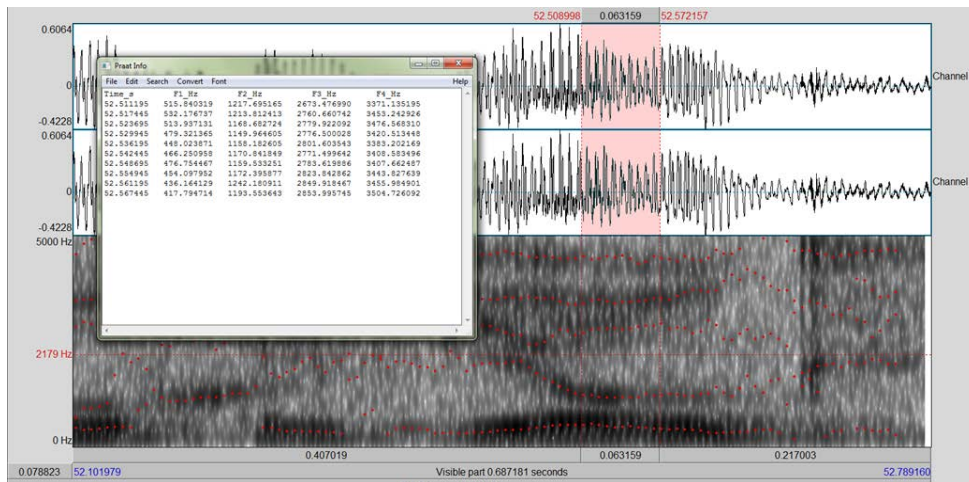 52.508998 0.063159 52.572157
0.6064
0
-0.4228
0.6064
0
-0.4228
Channel
Channel
Praat Info
File Edit Search Convert Font Help
Time_s F1_Hz F2_Hz F3_Hz F4_Hz
52.511195 515.840319 1217.695165 2673.476990 3371.135195
52.517445 532.176737 1213.812413 2760.660742 3453.242926
52.523695 513.937131 1168.682724 2779.922092 3476.568310
52.529945 479.321365 1149.964605 2776.500028 3420.513448
52.536195 448.023871 1158.182605 2801.603543 3383.202169
52.542445 466.250958 1170.841849 2771.499642 3408.583496
52.548695 476.754467 1159.533251 2783.619886 3407.662487
52.554945 454.097952 1172.395877 2823.842862 3443.827639
52.561195 436.164129 1242.180911 2849.918467 3455.984901
52.567445 417.794714 1193.553643 2853.995745 3504.726092
5000 Hz
2179 Hz
0 Hz
0.407019 0.063159 0.217003
0.078823 52.101979 Visible part 0.687181 seconds 52.789160